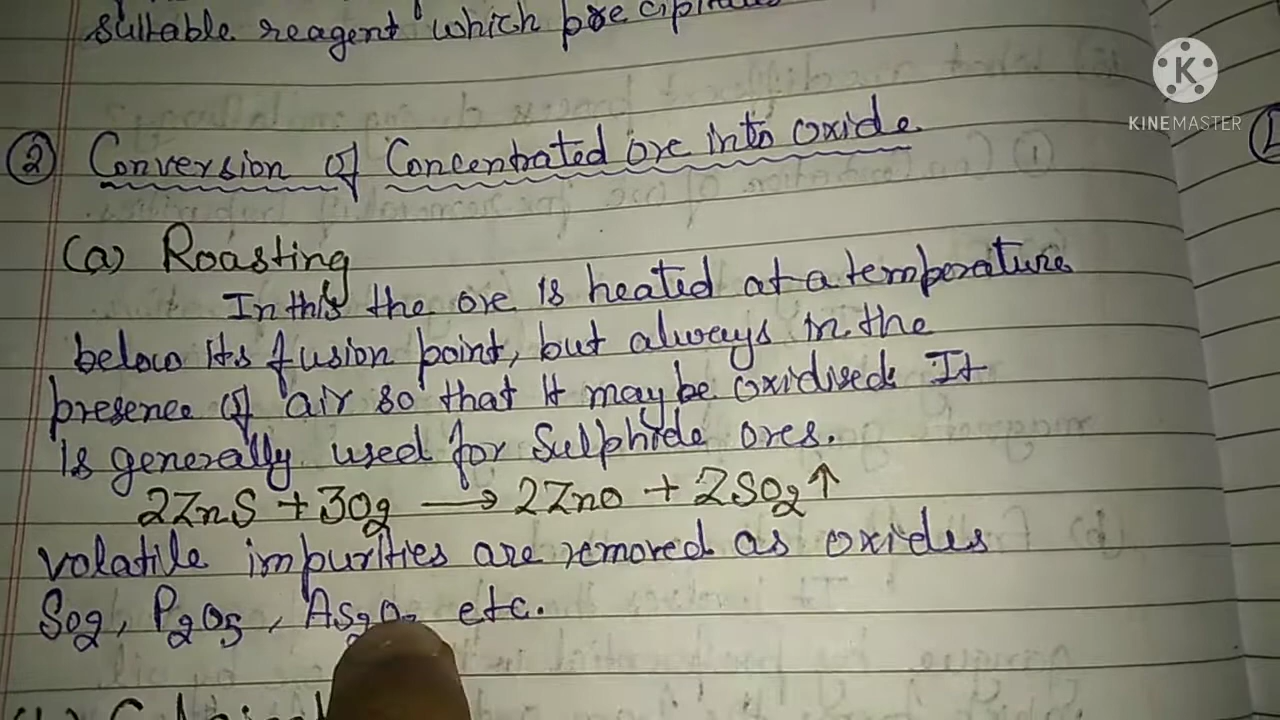 suitable reagent which precipitates
② Conversion of Concentrated ore into oxide
(a) Roasting
In this the ore is heated at a temperature
below its fusion point, but always in the
presence of air so that it may be oxidised. It
is generally used for Sulphide ores.
2ZnS + 3O₂ → 2ZnO + 2SO₂↑
volatile impurities are removed as oxides
SO₂, P₂O₅, As₂O₃ etc.
KINEMASTER